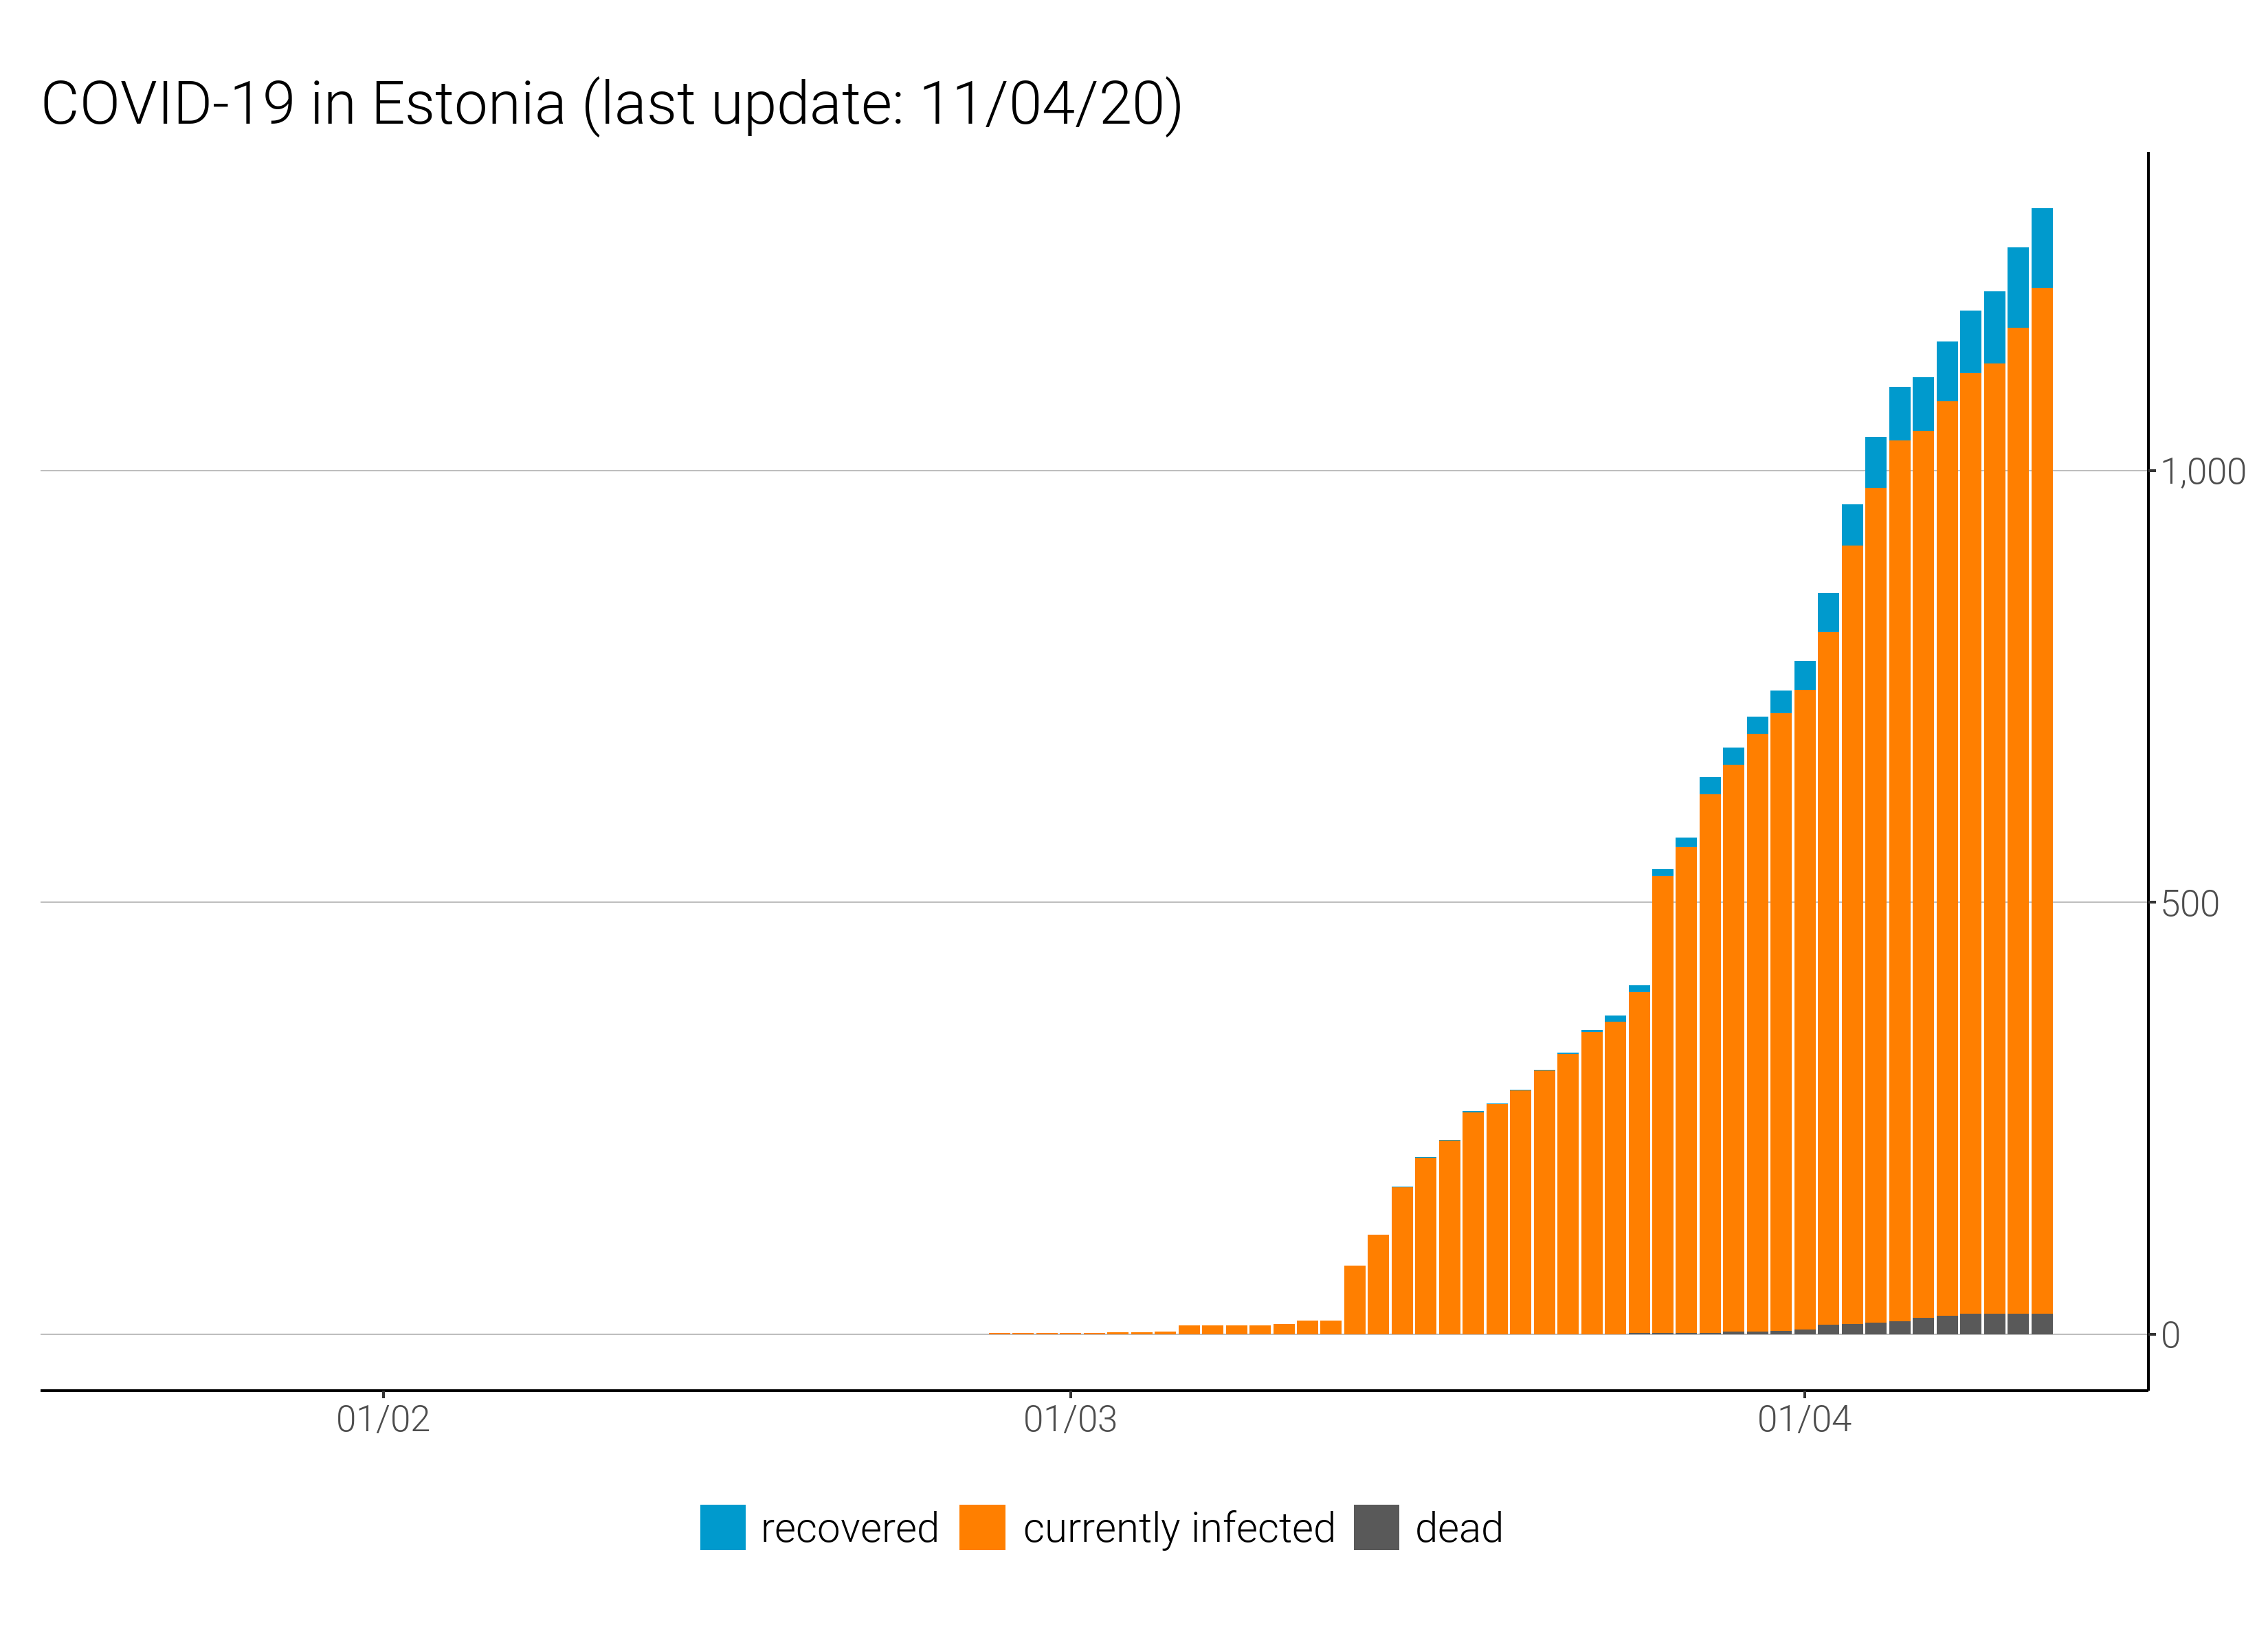 COVID-19 in Estonia (last update: 11/04/20)
1,000
500
0
01/02 01/03 01/04
recovered currently infected dead